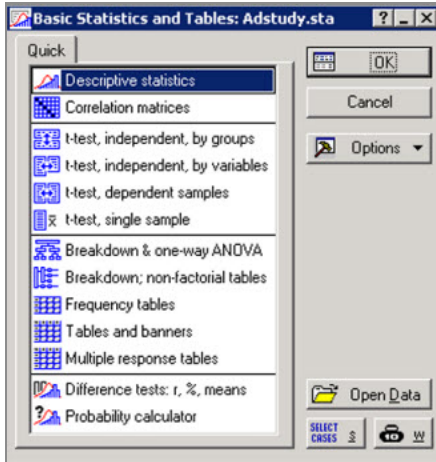 Basic Statistics and Tables: Adstudy.sta
Quick
Descriptive statistics
Correlation matrices
t-test, independent, by groups
t-test, independent, by variables
t-test, dependent samples
t-test, single sample
Breakdown & one-way ANOVA
Breakdown; non-factorial tables
Frequency tables
Tables and banners
Multiple response tables
Difference tests: r, %, means
Probability calculator
OK
Cancel
Options
Open Data
SELECT CASES S
W